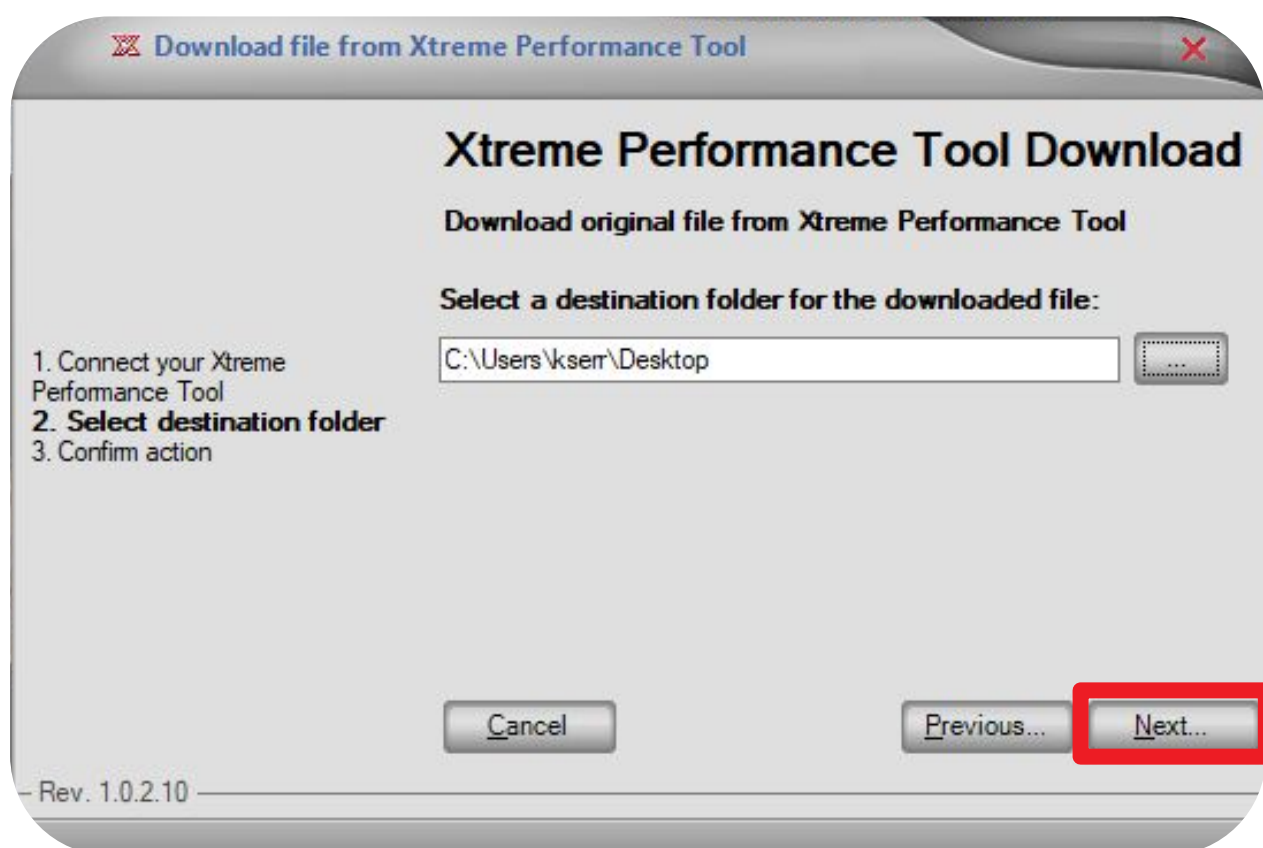 Download file from Xtreme Performance Tool
Xtreme Performance Tool Download
Download original file from Xtreme Performance Tool
Select a destination folder for the downloaded file:
C:\Users\kserr\Desktop
...
1. Connect your Xtreme
Performance Tool
2. Select destination folder
3. Confirm action
Cancel
Previous...
Next...
Rev. 1.0.2.10